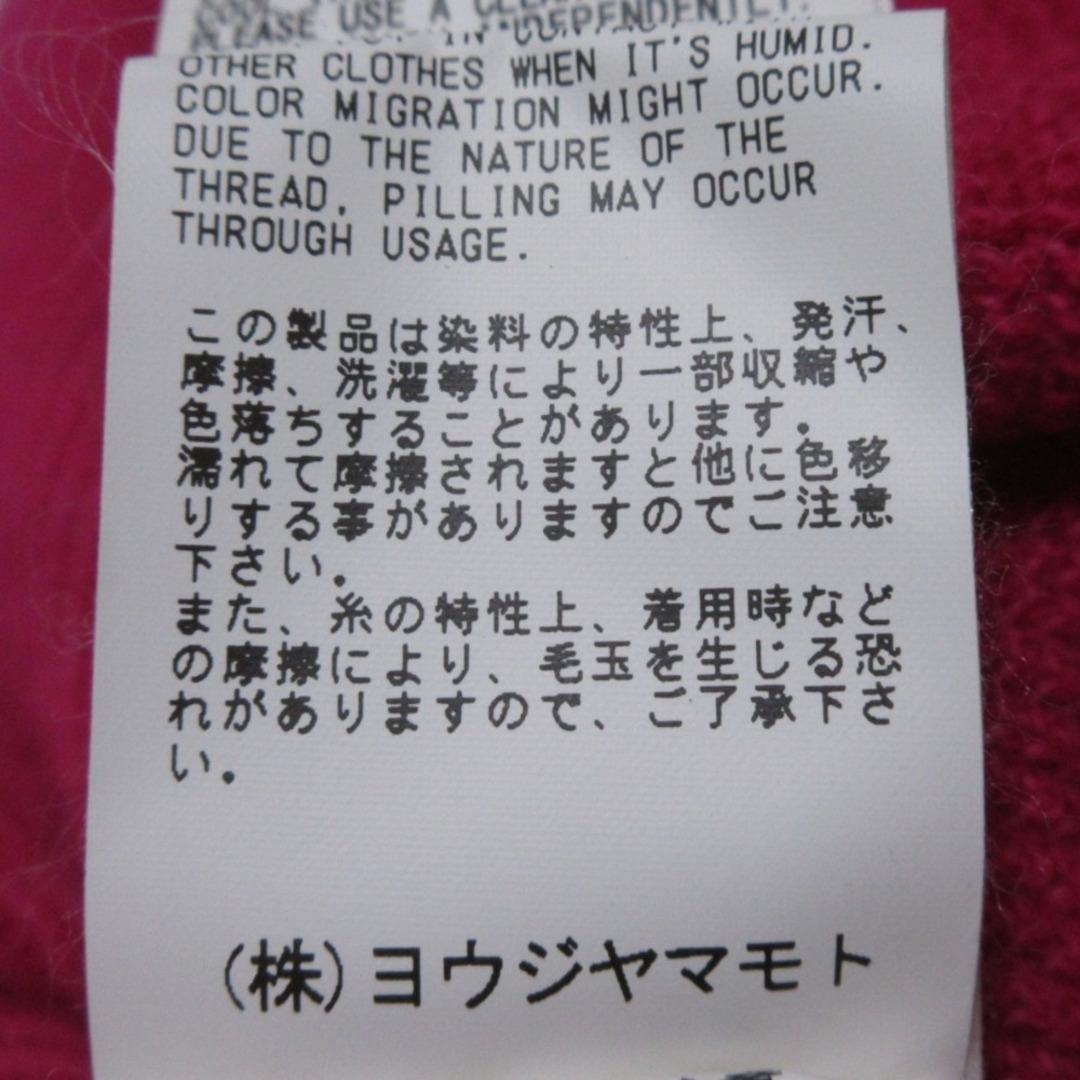 PLEASE USE A
INDEPENDENTLY.
OTHER CLOTHES WHEN IT'S HUMID.
COLOR MIGRATION MIGHT OCCUR.
DUE TO THE NATURE OF THE
THREAD, PILLING MAY OCCUR
THROUGH USAGE.
この製品は染料の特性上、発汗、
摩擦、洗濯等により一部収縮や
色落ちすることがあります。
濡れて摩擦されますと他に色移
りする事がありますのでご注意
下さい。
また、糸の特性上、着用時など
の摩擦により、毛玉を生じる恐
れがありますので、ご了承下さ
い。
(株)ヨウジヤマモト